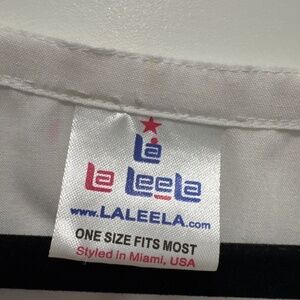 La
la leela
www.LALEELA.com
ONE SIZE FITS MOST
Styled in Miami, USA